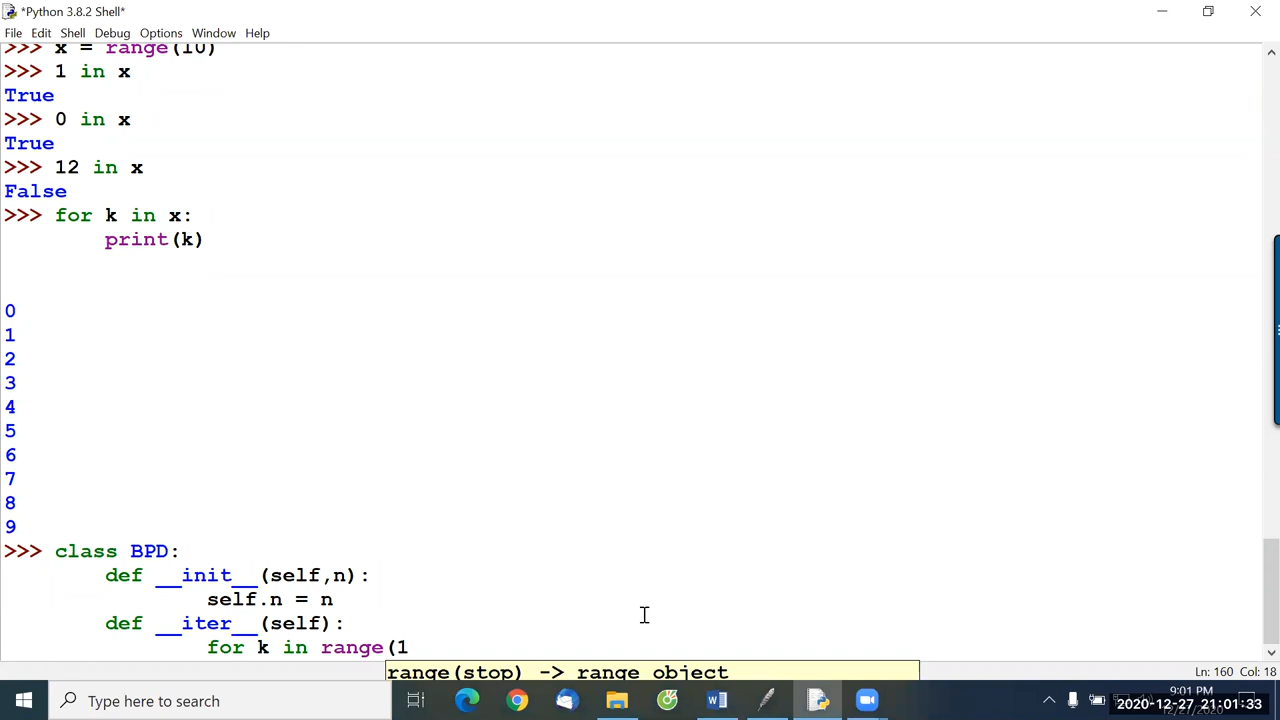 *Python 3.8.2 Shell*
File Edit Shell Debug Options Window Help
>>> x = range(10)
>>> 1 in x
True
>>> 0 in x
True
>>> 12 in x
False
>>> for k in x:
print(k)
0
1
2
3
4
5
6
7
8
9
>>> class BPD:
def __init__(self,n):
self.n = n
def __iter__(self):
for k in range(1
range(stop) -> range object
Ln: 160 Col: 18
Type here to search
9:01 PM
2020-12-27 21:01:33